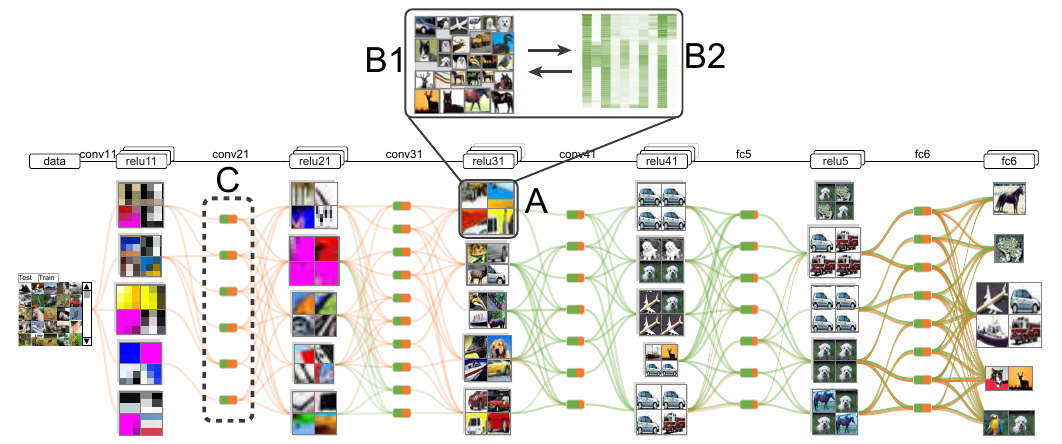 B1
B2
conv11
conv21
conv31
conv41
fc5
fc6
data
relu11
relu21
relu31
relu41
relu5
fc6
C
A
Test Train